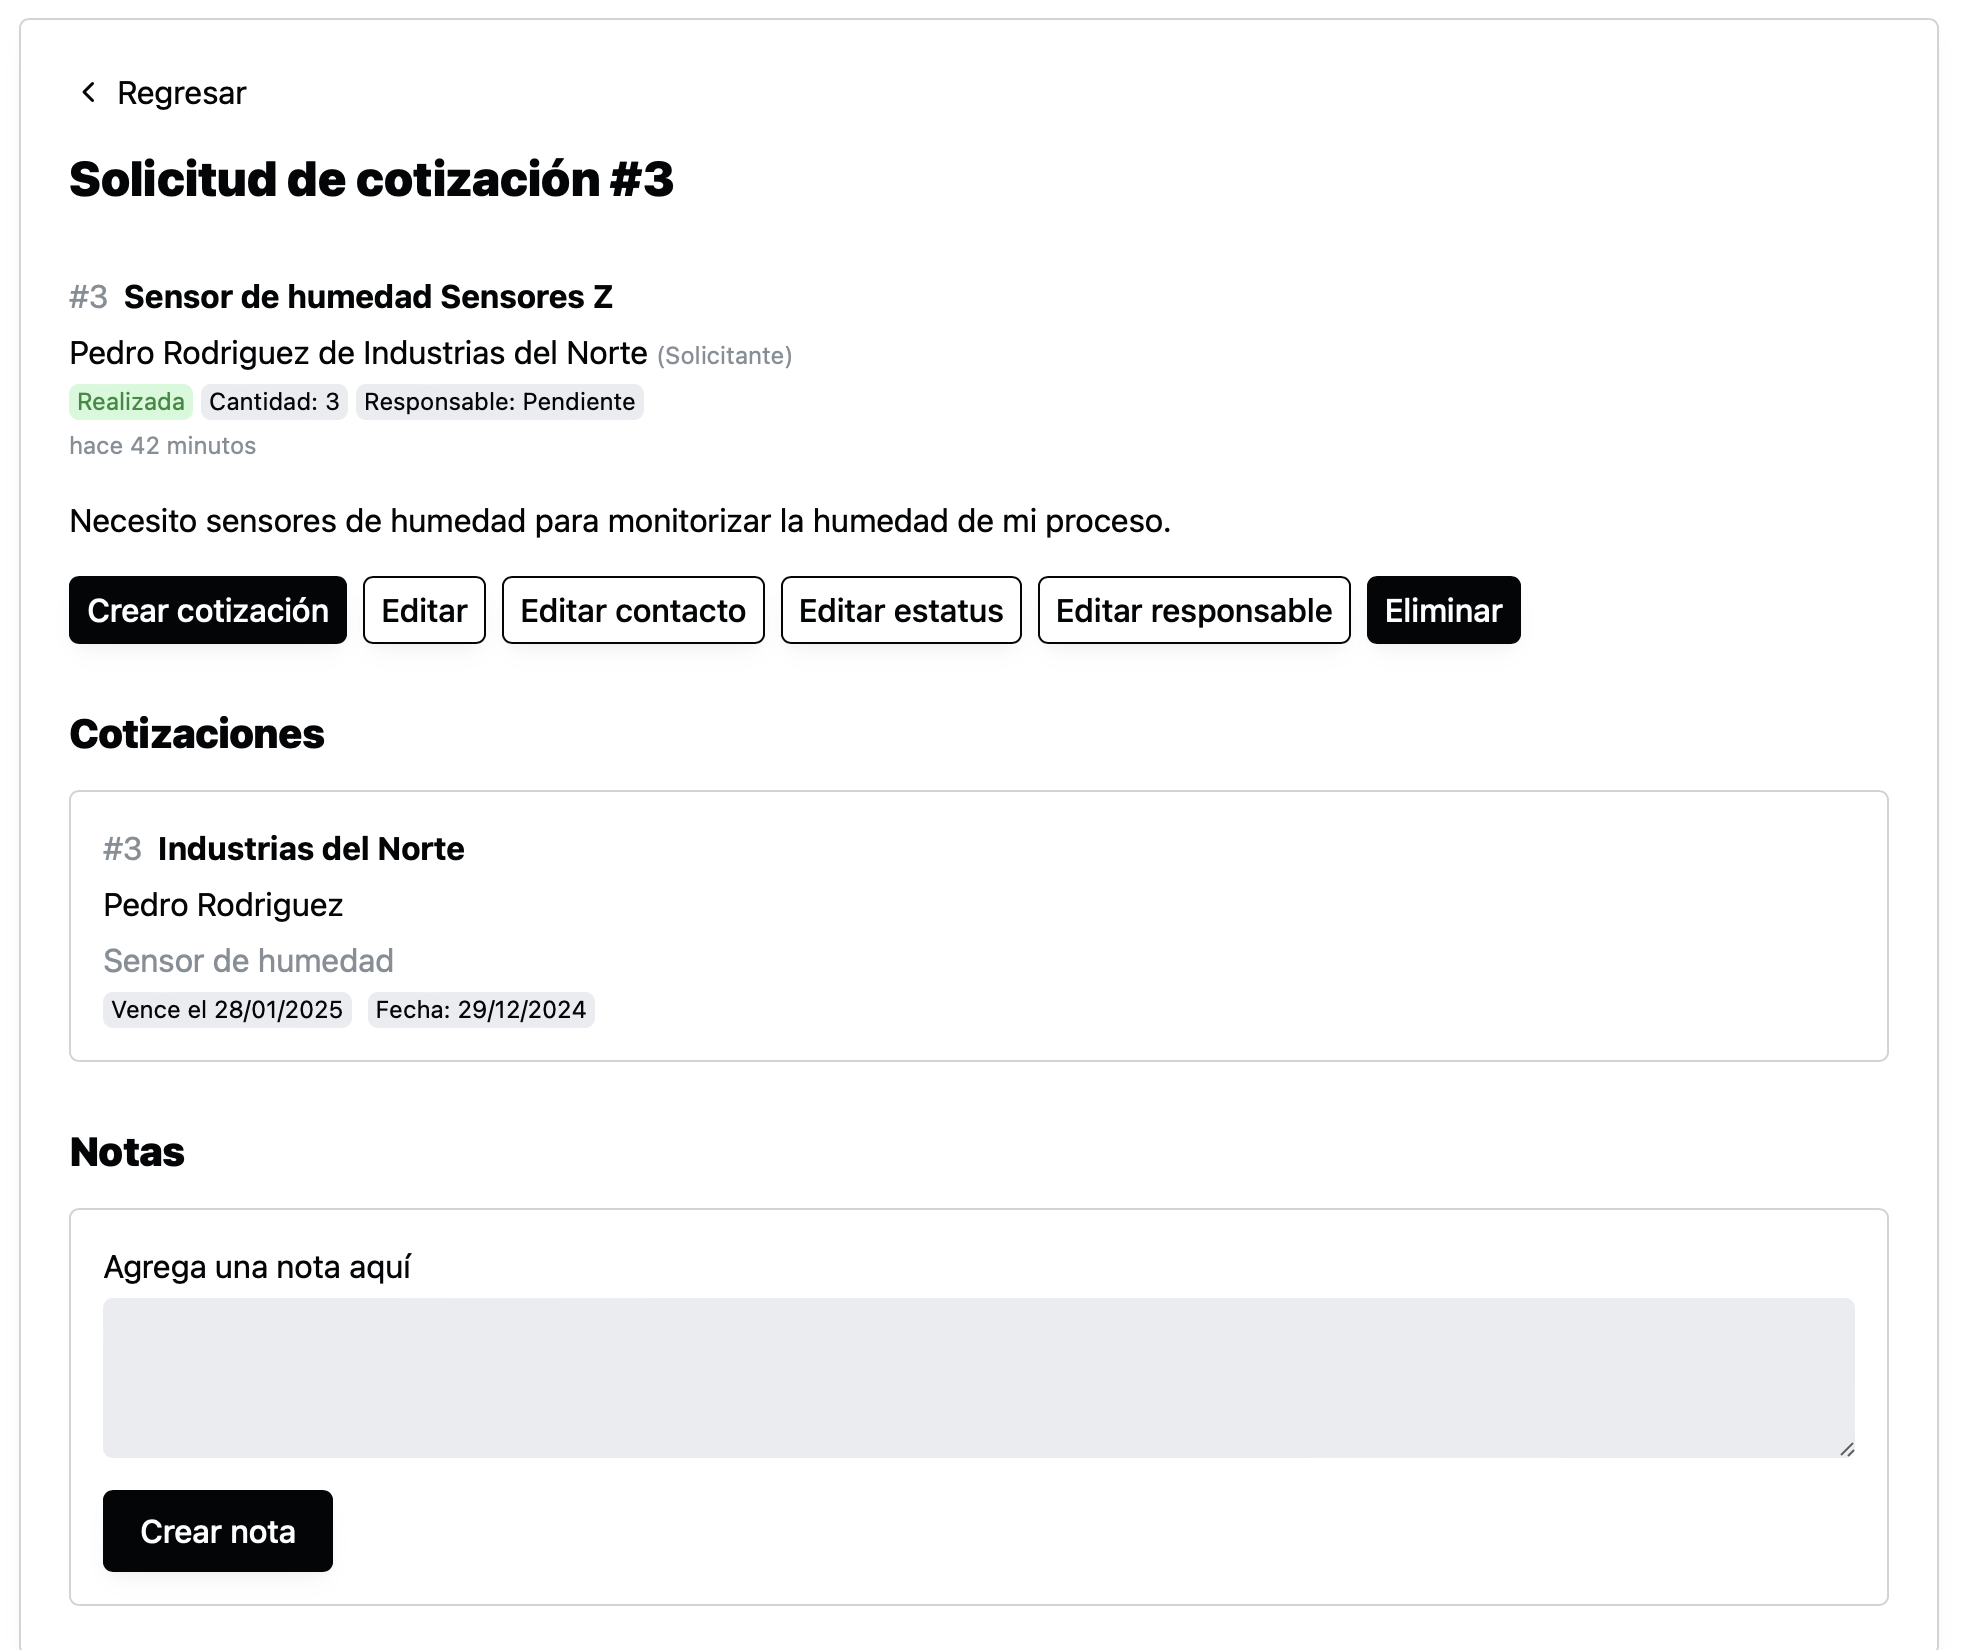 Regresar
Solicitud de cotización #3
#3 Sensor de humedad Sensores Z
Pedro Rodriguez de Industrias del Norte (Solicitante)
Realizada Cantidad: 3 Responsable: Pendiente
hace 42 minutos
Necesito sensores de humedad para monitorizar la humedad de mi proceso.
Crear cotización Editar Editar contacto Editar estatus Editar responsable Eliminar
Cotizaciones
#3 Industrias del Norte
Pedro Rodriguez
Sensor de humedad
Vence el 28/01/2025 Fecha: 29/12/2024
Notas
Agrega una nota aquí
Crear nota